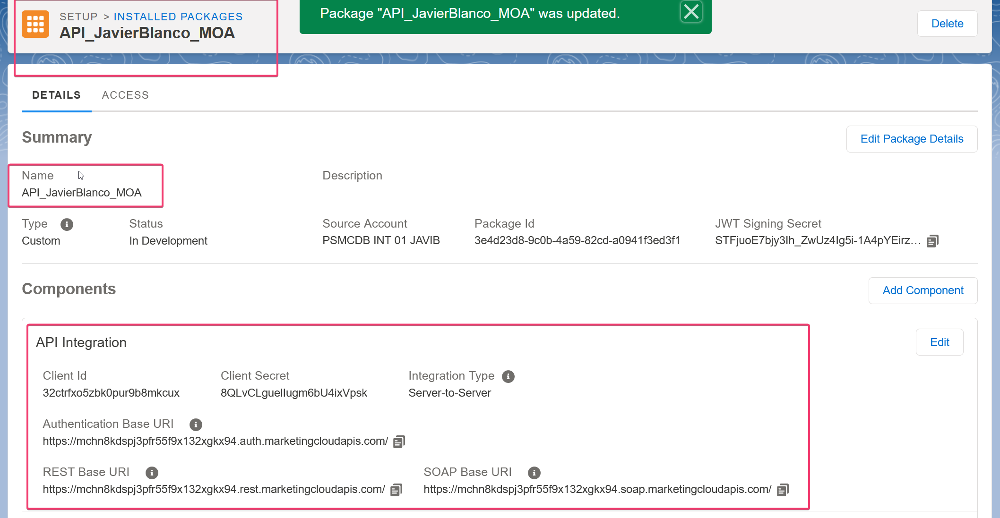 SETUP > INSTALLED PACKAGES
API_JavierBlanco_MOA
Package "API_JavierBlanco_MOA" was updated.
Delete
DETAILS ACCESS
Summary
Edit Package Details
Name
API_JavierBlanco_MOA
Description
Type
Custom
Status
In Development
Source Account
PSMCDB INT 01 JAVIB
Package Id
3e4d23d8-9c0b-4a59-82cd-a0941f3ed3f1
JWT Signing Secret
STFjuoE7bjy3Ih_ZwUz4Ig5i-1A4pYEirz...
Components
Add Component
API Integration
Edit
Client Id
32ctrfxo5zbk0pur9b8mkcux
Client Secret
8QLvCLguelIugm6bU4ixVpsk
Integration Type
Server-to-Server
Authentication Base URI
https://mchn8kdspj3pfr55f9x132xgkx94.auth.marketingcloudapis.com/
REST Base URI
https://mchn8kdspj3pfr55f9x132xgkx94.rest.marketingcloudapis.com/
SOAP Base URI
https://mchn8kdspj3pfr55f9x132xgkx94.soap.marketingcloudapis.com/